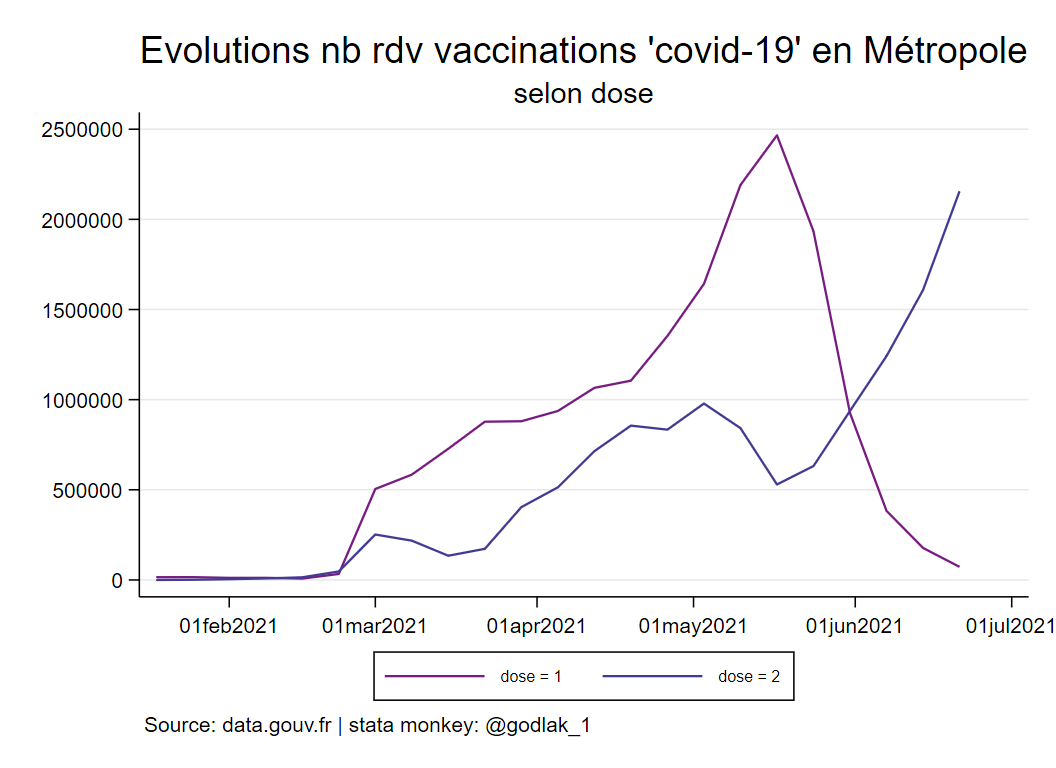 Evolutions nb rdv vaccinations 'covid-19' en Métropole
selon dose
2500000
2000000
1500000
1000000
500000
0
01feb2021 01mar2021 01apr2021 01may2021 01jun2021 01jul2021
dose = 1 dose = 2
Source: data.gouv.fr | stata monkey: @godlak_1